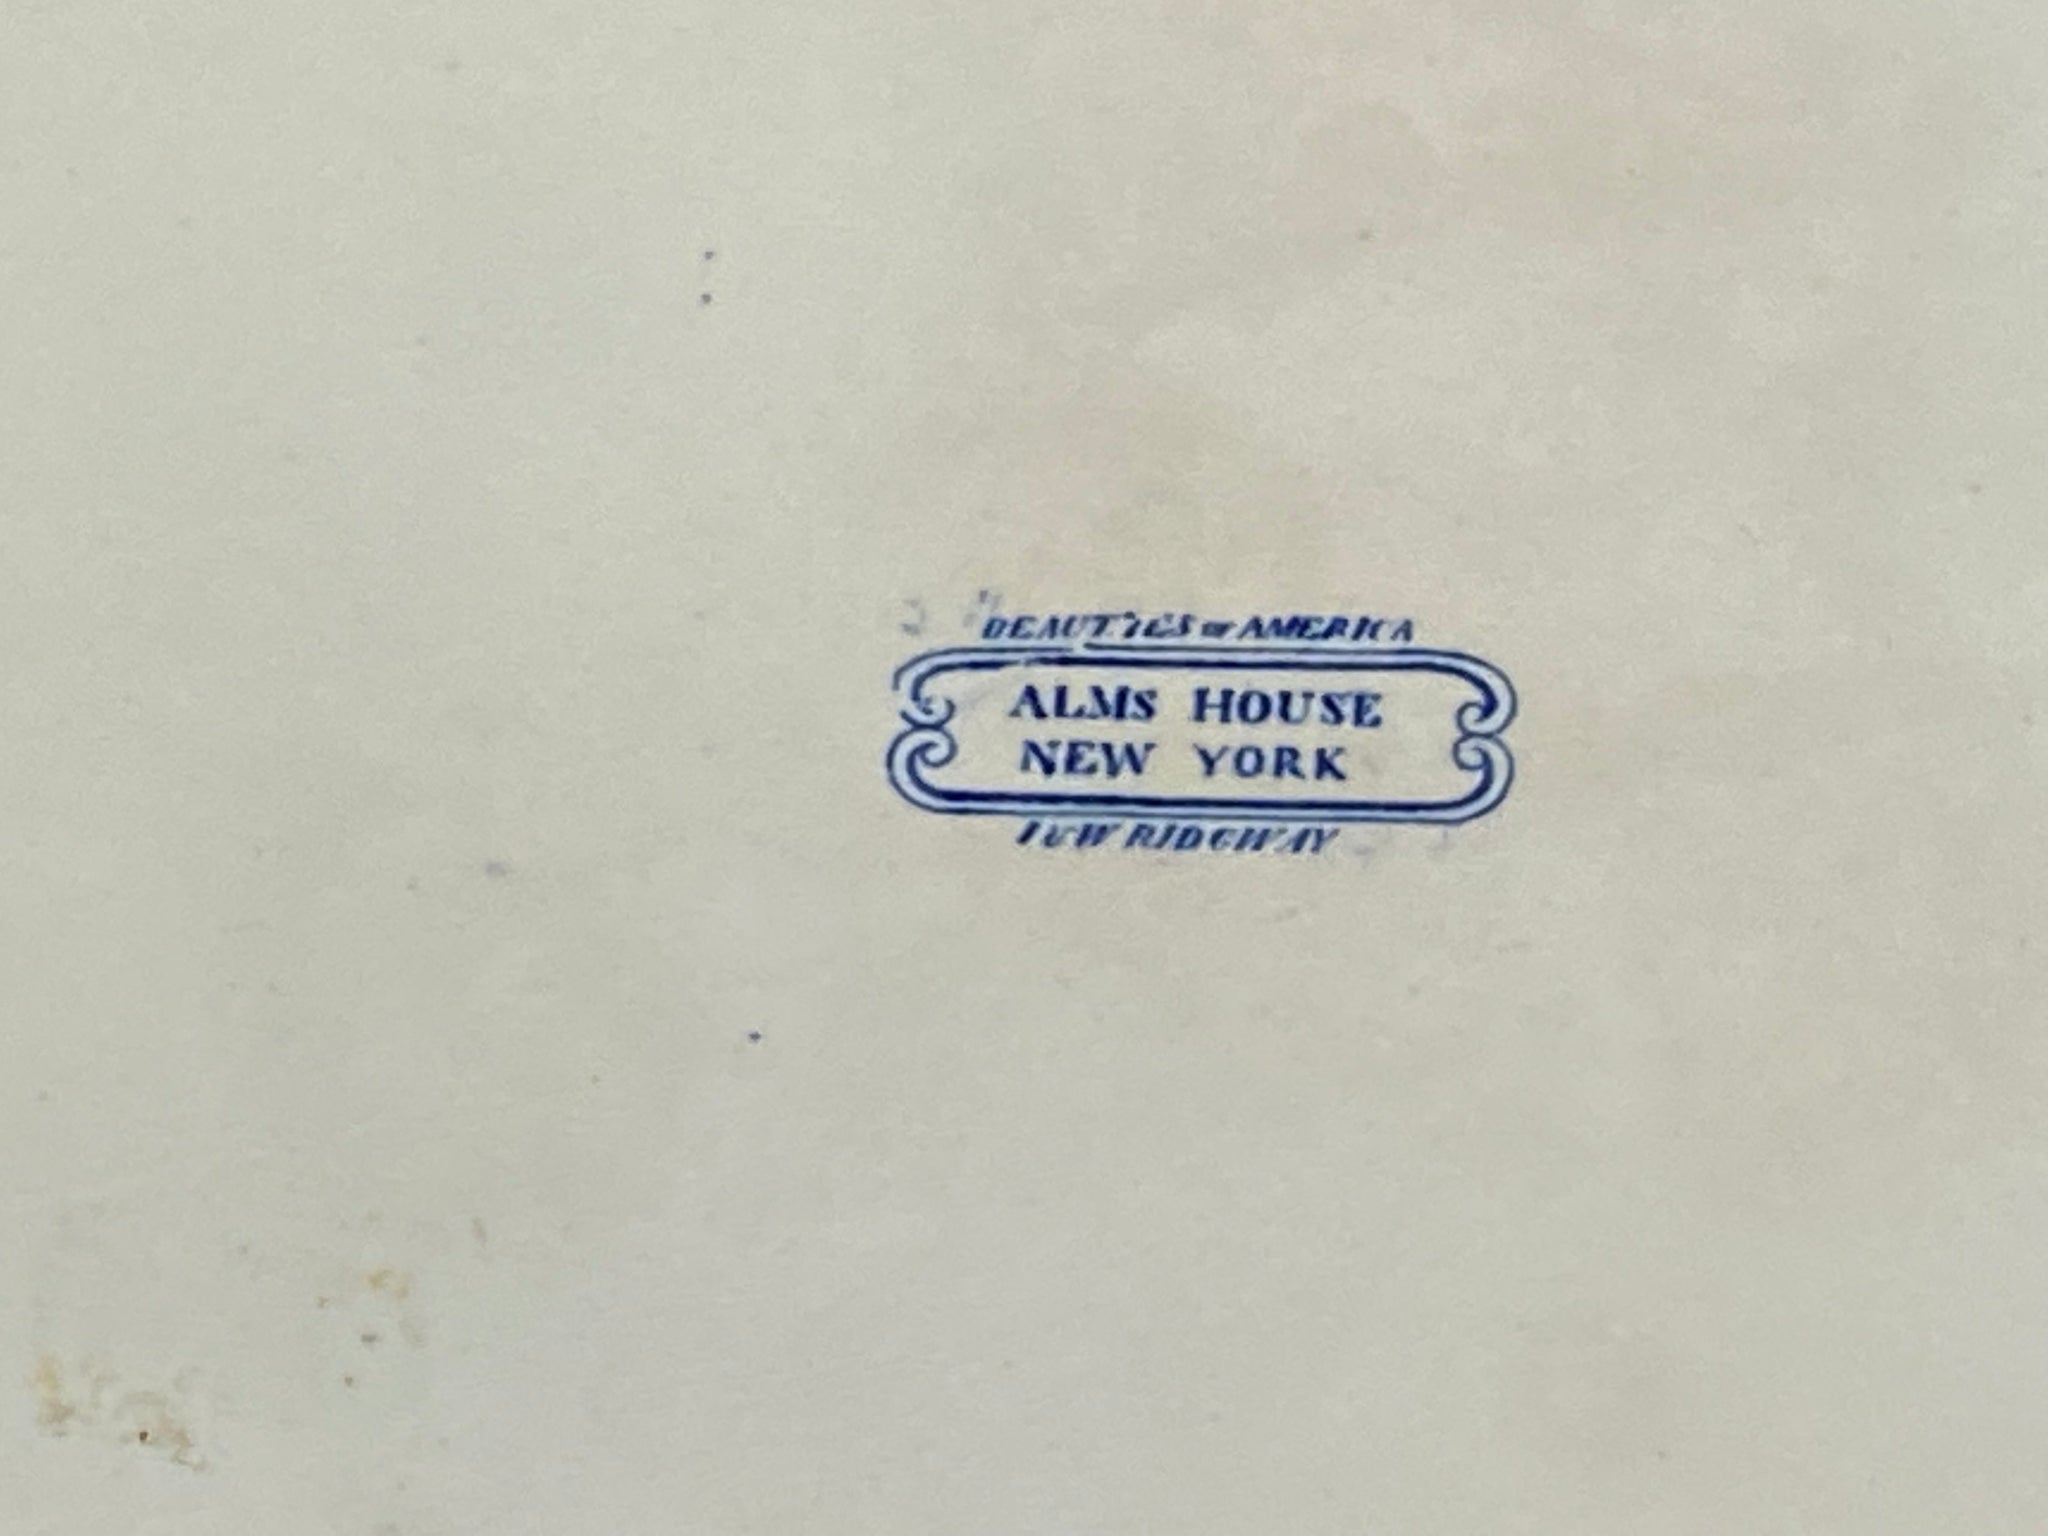 BEAUTIES OF AMERICA
ALMS HOUSE
NEW YORK
J & W RIDGWAY